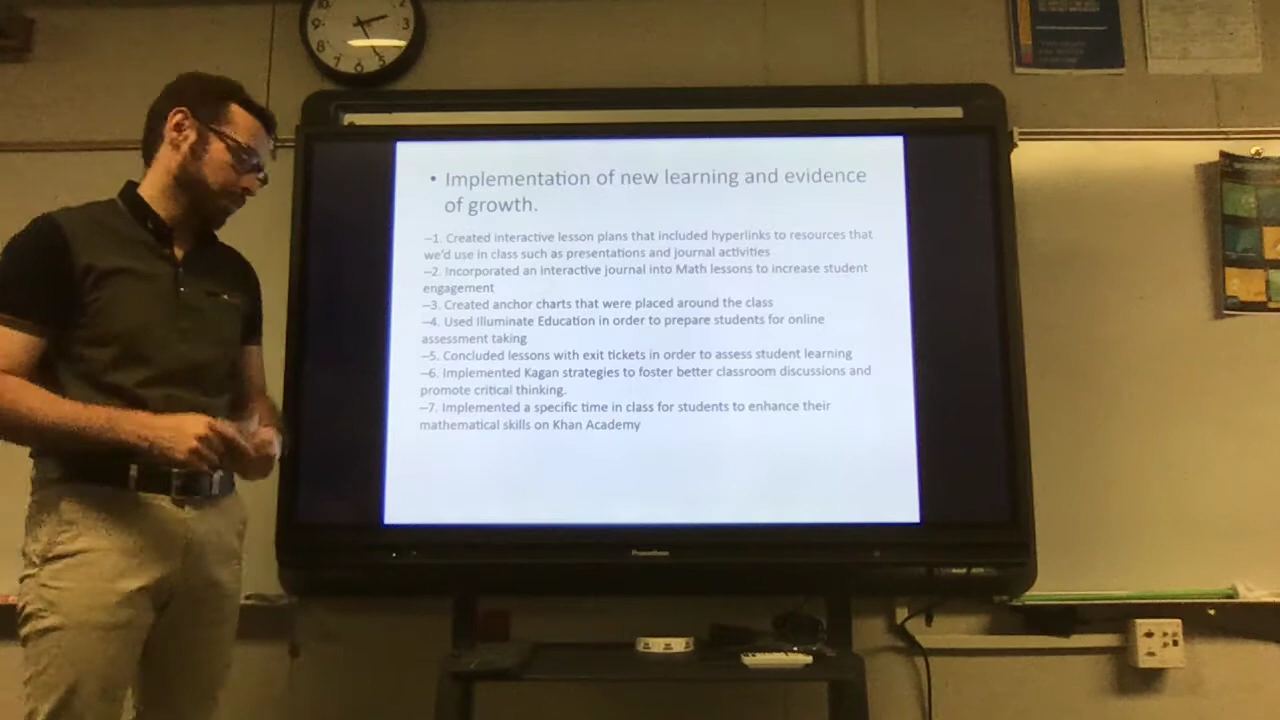 • Implementation of new learning and evidence
of growth.
–1. Created interactive lesson plans that included hyperlinks to resources that
we'd use in class such as presentations and journal activities
–2. Incorporated an interactive journal into Math lessons to increase student
engagement
–3. Created anchor charts that were placed around the class
–4. Used Illuminate Education in order to prepare students for online
assessment taking
–5. Concluded lessons with exit tickets in order to assess student learning
–6. Implemented Kagan strategies to foster better classroom discussions and
promote critical thinking.
–7. Implemented a specific time in class for students to enhance their
mathematical skills on Khan Academy
Promethean